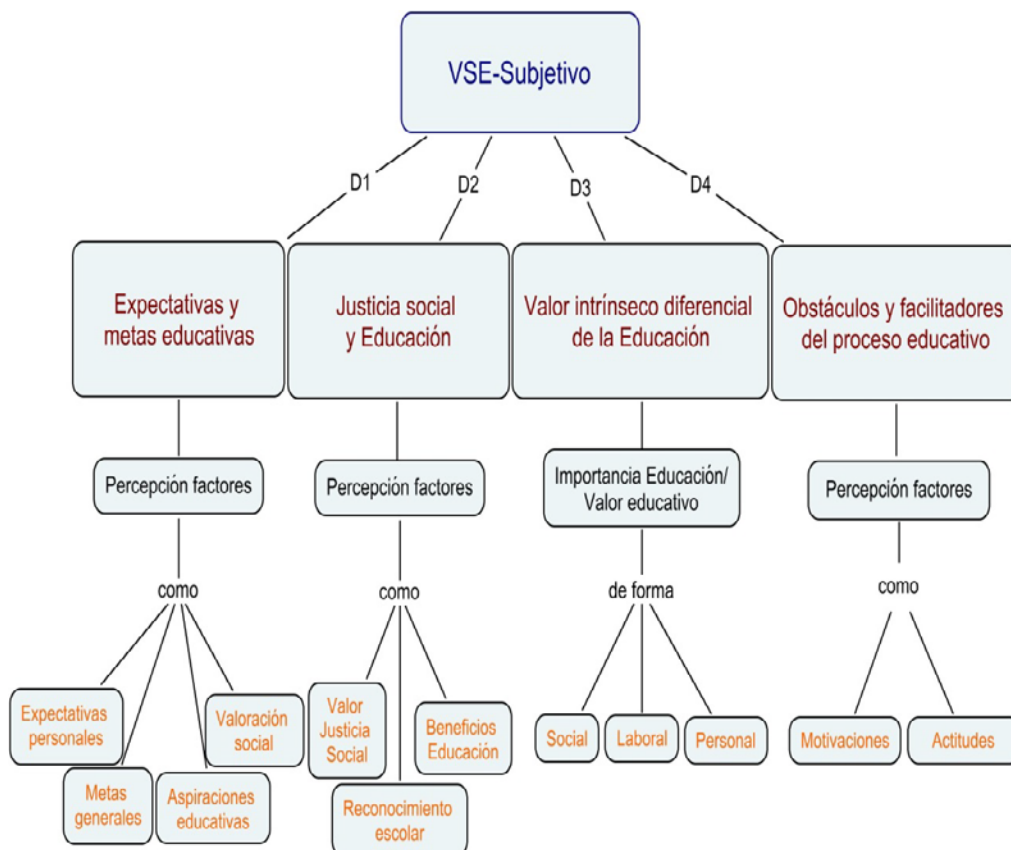 VSE-Subjetivo
D1
D2
D3
D4
Expectativas y
metas educativas
Justicia social
y Educación
Valor intrínseco diferencial
de la Educación
Obstáculos y facilitadores
del proceso educativo
Percepción factores
Percepción factores
Importancia Educación/
Valor educativo
Percepción factores
como
como
de forma
como
Expectativas
personales
Metas
generales
Aspiraciones
educativas
Valoración
social
Valor
Justicia
Social
Reconocimiento
escolar
Beneficios
Educación
Social
Laboral
Personal
Motivaciones
Actitudes